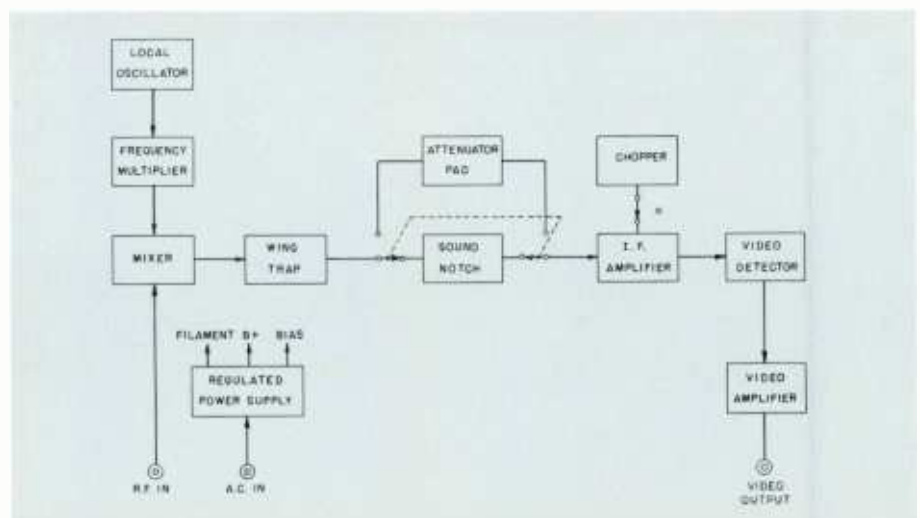 LOCAL
OSCILLATOR
FREQUENCY
MULTIPLIER
ATTENUATOR
PAD
CHOPPER
MIXER
WING
TRAP
SOUND
NOTCH
I. F.
AMPLIFIER
VIDEO
DETECTOR
FILAMENT B+ BIAS
REGULATED
POWER SUPPLY
VIDEO
AMPLIFIER
R.F. IN
A.C. IN
VIDEO
OUTPUT